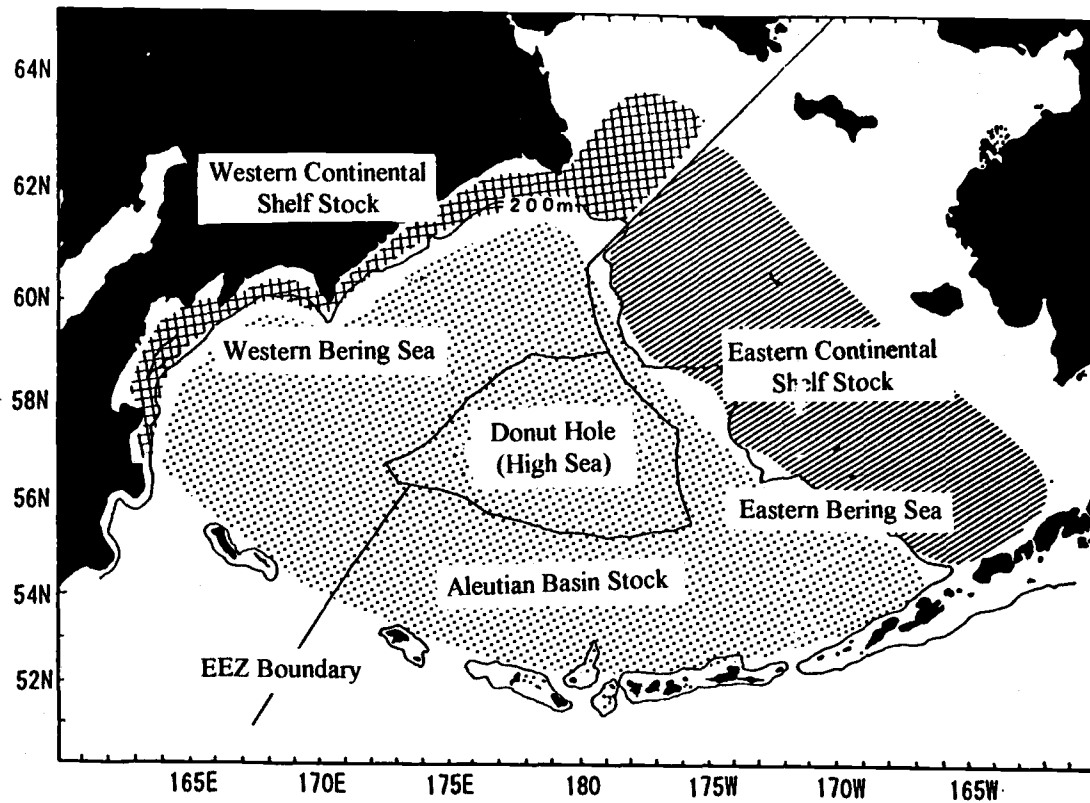 64N
62N
60N
58N
56N
54N
52N
Western Continental
Shelf Stock
200m
Western Bering Sea
Eastern Continental
Shelf Stock
Donut Hole
(High Sea)
Eastern Bering Sea
Aleutian Basin Stock
EEZ Boundary
165E
170E
175E
180
175W
170W
165W